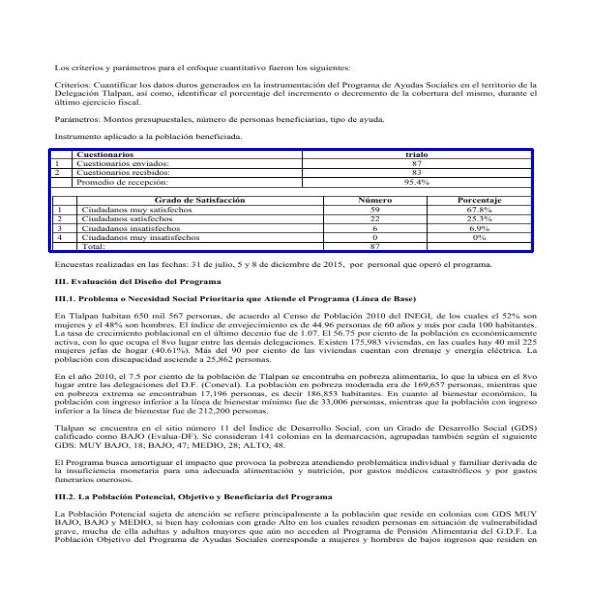 Los criterios y parámetros para el enfoque cuantitativo fueron los siguientes:
Criterios: Cuantificar los datos duros generados en la instrumentación del Programa de Ayudas Sociales en el territorio de la
Delegación Tlalpan, así como, identificar el porcentaje del incremento o decremento de la cobertura del mismo, durante el
último ejercicio fiscal.
Parámetros: Montos presupuestales, número de personas beneficiarias, tipo de ayuda.
Instrumento aplicado a la población beneficiada.
Cuestionarios trialo
1 Cuestionarios enviados: 87
2 Cuestionarios recibidos: 83
Promedio de recepción: 95.4%
Grado de Satisfacción Número Porcentaje
1 Ciudadanos muy satisfechos 59 67.8%
2 Ciudadanos satisfechos 22 25.3%
3 Ciudadanos insatisfechos 6 6.9%
4 Ciudadanos muy insatisfechos 0 0%
Total: 87
Encuestas realizadas en las fechas: 31 de julio, 5 y 8 de diciembre de 2015, por personal que operó el programa.
III. Evaluación del Diseño del Programa
III.1. Problema o Necesidad Social Prioritaria que Atiende el Programa (Línea de Base)
En Tlalpan habitan 650 mil 567 personas, de acuerdo al Censo de Población 2010 del INEGI, de los cuales el 52% son
mujeres y el 48% son hombres. El índice de envejecimiento es de 44.96 personas de 60 años y más por cada 100 habitantes.
La tasa de crecimiento poblacional en el último decenio fue de 1.07. El 56.75 por ciento de la población es económicamente
activa, con lo que ocupa el 8vo lugar entre las demás delegaciones. Existen 175,983 viviendas, en las cuales hay 40 mil 225
mujeres jefas de hogar (40.61%). Más del 90 por ciento de las viviendas cuentan con drenaje y energía eléctrica. La
población con discapacidad asciende a 25,862 personas.
En el año 2010, el 7.5 por ciento de la población de Tlalpan se encontraba en pobreza alimentaria, lo que la ubica en el 8vo
lugar entre las delegaciones del D.F. (Coneval). La población en pobreza moderada era de 169,657 personas, mientras que
en pobreza extrema se encontraban 17,196 personas, es decir 186,853 habitantes. En cuanto al bienestar económico, la
población con ingreso inferior a la línea de bienestar mínimo fue de 33,006 personas, mientras que la población con ingreso
inferior a la línea de bienestar fue de 212,200 personas.
Tlalpan se encuentra en el sitio número 11 del Índice de Desarrollo Social, con un Grado de Desarrollo Social (GDS)
calificado como BAJO (Evalua-DF). Se consideran 141 colonias en la demarcación, agrupadas también según el siguiente
GDS: MUY BAJO, 18; BAJO, 47; MEDIO, 28; ALTO, 48.
El Programa busca amortiguar el impacto que provoca la pobreza atendiendo problemática individual y familiar derivada de
la insuficiencia monetaria para una adecuada alimentación y nutrición, por gastos médicos catastróficos y por gastos
funerarios onerosos.
III.2. La Población Potencial, Objetivo y Beneficiaria del Programa
La Población Potencial sujeta de atención se refiere principalmente a la población que reside en colonias con GDS MUY
BAJO, BAJO y MEDIO, si bien hay colonias con grado Alto en los cuales residen personas en situación de vulnerabilidad
grave, mucha de ella adultas y adultos mayores que aún no acceden al Programa de Pensión Alimentaria del G.D.F. La
Población Objetivo del Programa de Ayudas Sociales corresponde a mujeres y hombres de bajos ingresos que residen en